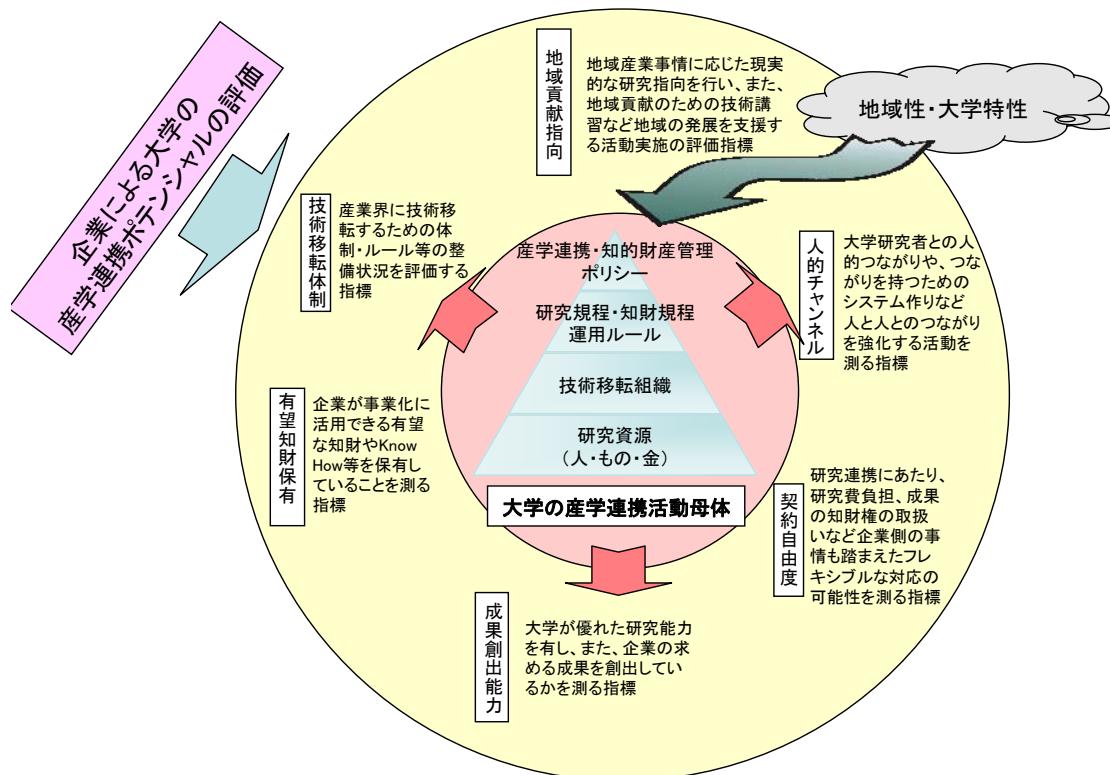 企業による大学の
産学連携ポテンシャルの評価
地域貢献指向
地域産業事情に応じた現実
的な研究指向を行い、また、
地域貢献のための技術講
習など地域の発展を支援す
る活動実施の評価指標
地域性・大学特性
技術移転体制
産業界に技術移
転するための体
制・ルール等の整
備状況を評価する
指標
産学連携・知的財産管理
ポリシー
研究規程・知財規程
運用ルール
技術移転組織
研究資源
（人・もの・金）
大学の産学連携活動母体
人的チャンネル
大学研究者との人
的つながりや、つな
がりを持つための
システム作りなど
人と人とのつながり
を強化する活動を
測る指標
有望知財保有
企業が事業化に
活用できる有望
な知財やKnow
How等を保有し
ていることを測る
指標
契約自由度
研究連携にあたり、
研究費負担、成果
の知財権の取扱
いなど企業側の事
情も踏まえたフレ
キシブルな対応の
可能性を測る指標
成果創出能力
大学が優れた研究能力
を有し、また、企業の求
める成果を創出してい
るかを測る指標